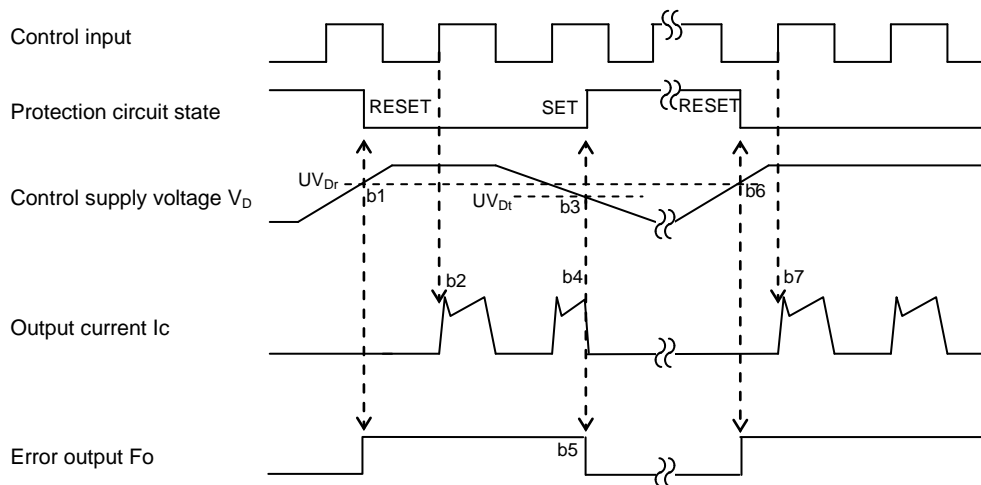 Control input
Protection circuit state
RESET
SET
RESET
Control supply voltage VD
UVDr
b1
UVDt
b3
b6
Output current Ic
b2
b4
b7
Error output Fo
b5